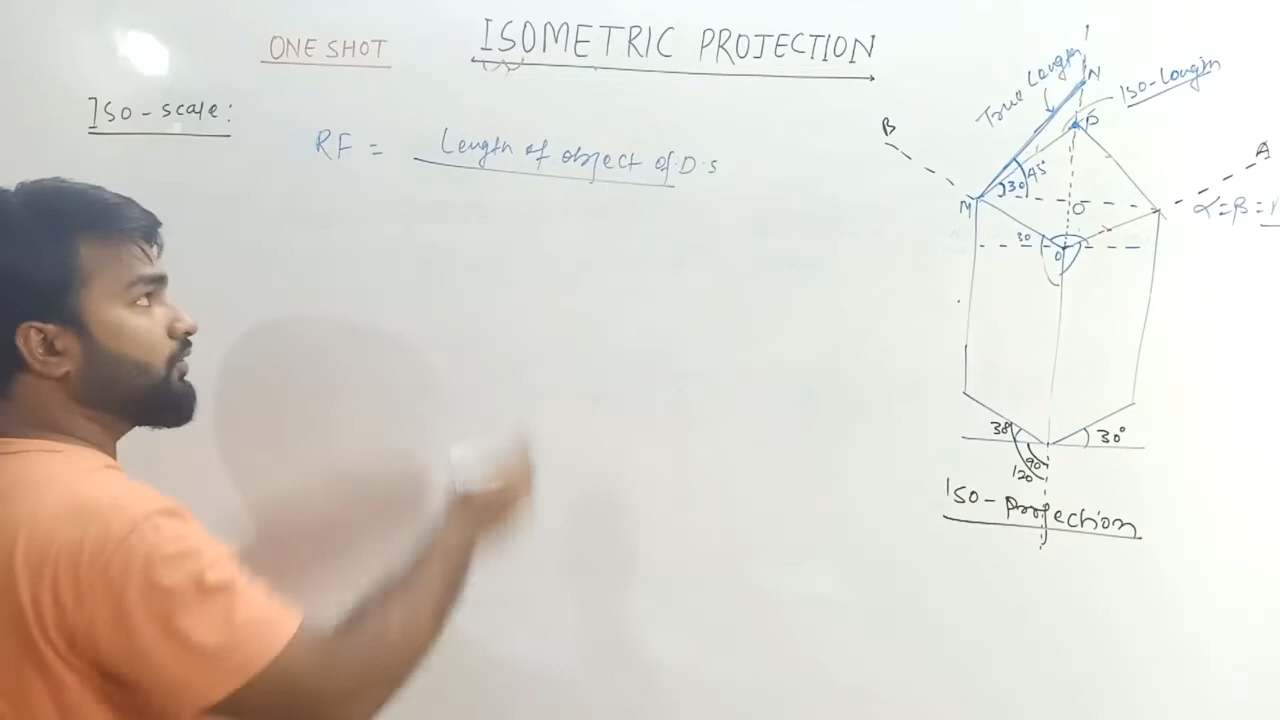 ONE SHOT
ISOMETRIC PROJECTION
Iso-scale:
RF = Length of object of D.S
True Length
N
Iso-Length
P
B
A
30
45°
M
O
α=β=
30
O
30°
90
120
Iso-Projection